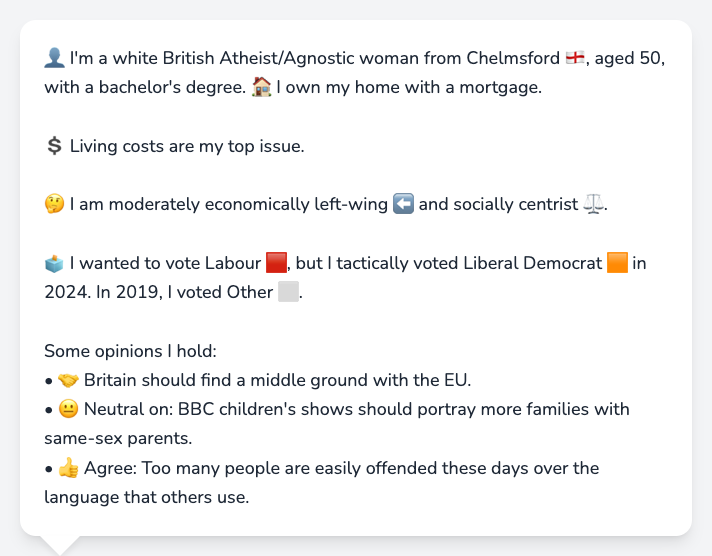 👤 I'm a white British Atheist/Agnostic woman from Chelmsford 🏴󠁧󠁢󠁥󠁮󠁧󠁿, aged 50,
with a bachelor's degree. 🏠 I own my home with a mortgage.
💲 Living costs are my top issue.
🤔 I am moderately economically left-wing ⬅️ and socially centrist ⚖️.
🗳️ I wanted to vote Labour 🟥, but I tactically voted Liberal Democrat 🟧 in
2024. In 2019, I voted Other ⬜.
Some opinions I hold:
• 🤝 Britain should find a middle ground with the EU.
• 😐 Neutral on: BBC children's shows should portray more families with
same-sex parents.
• 👍 Agree: Too many people are easily offended these days over the
language that others use.